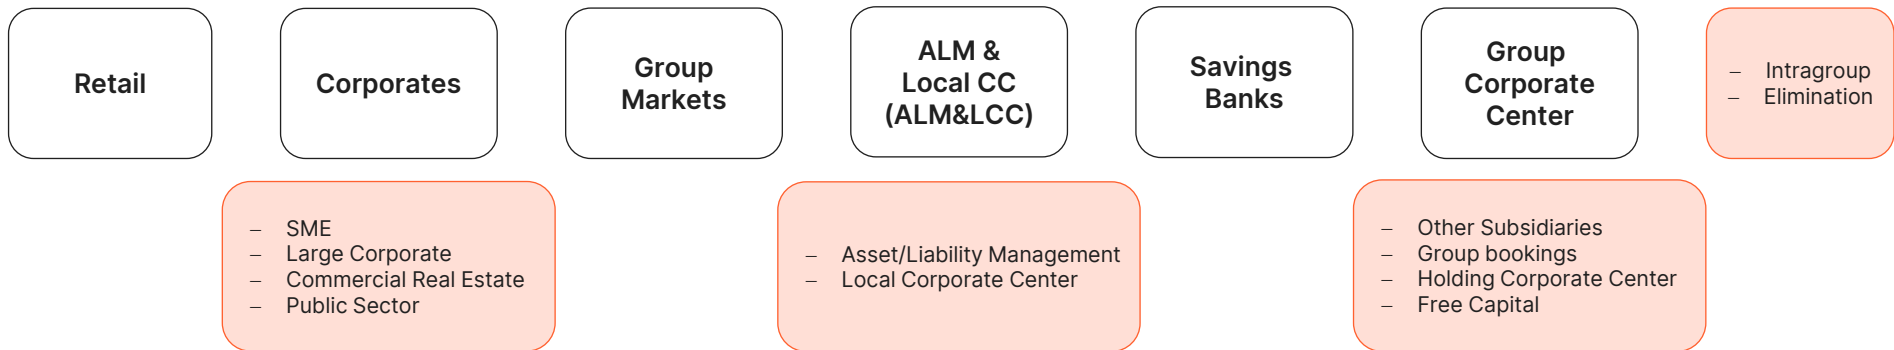 Retail
Corporates
Group
Markets
ALM &
Local CC
(ALM&LCC)
Savings
Banks
Group
Corporate
Center
– Intragroup
– Elimination
– SME
– Large Corporate
– Commercial Real Estate
– Public Sector
– Asset/Liability Management
– Local Corporate Center
– Other Subsidiaries
– Group bookings
– Holding Corporate Center
– Free Capital